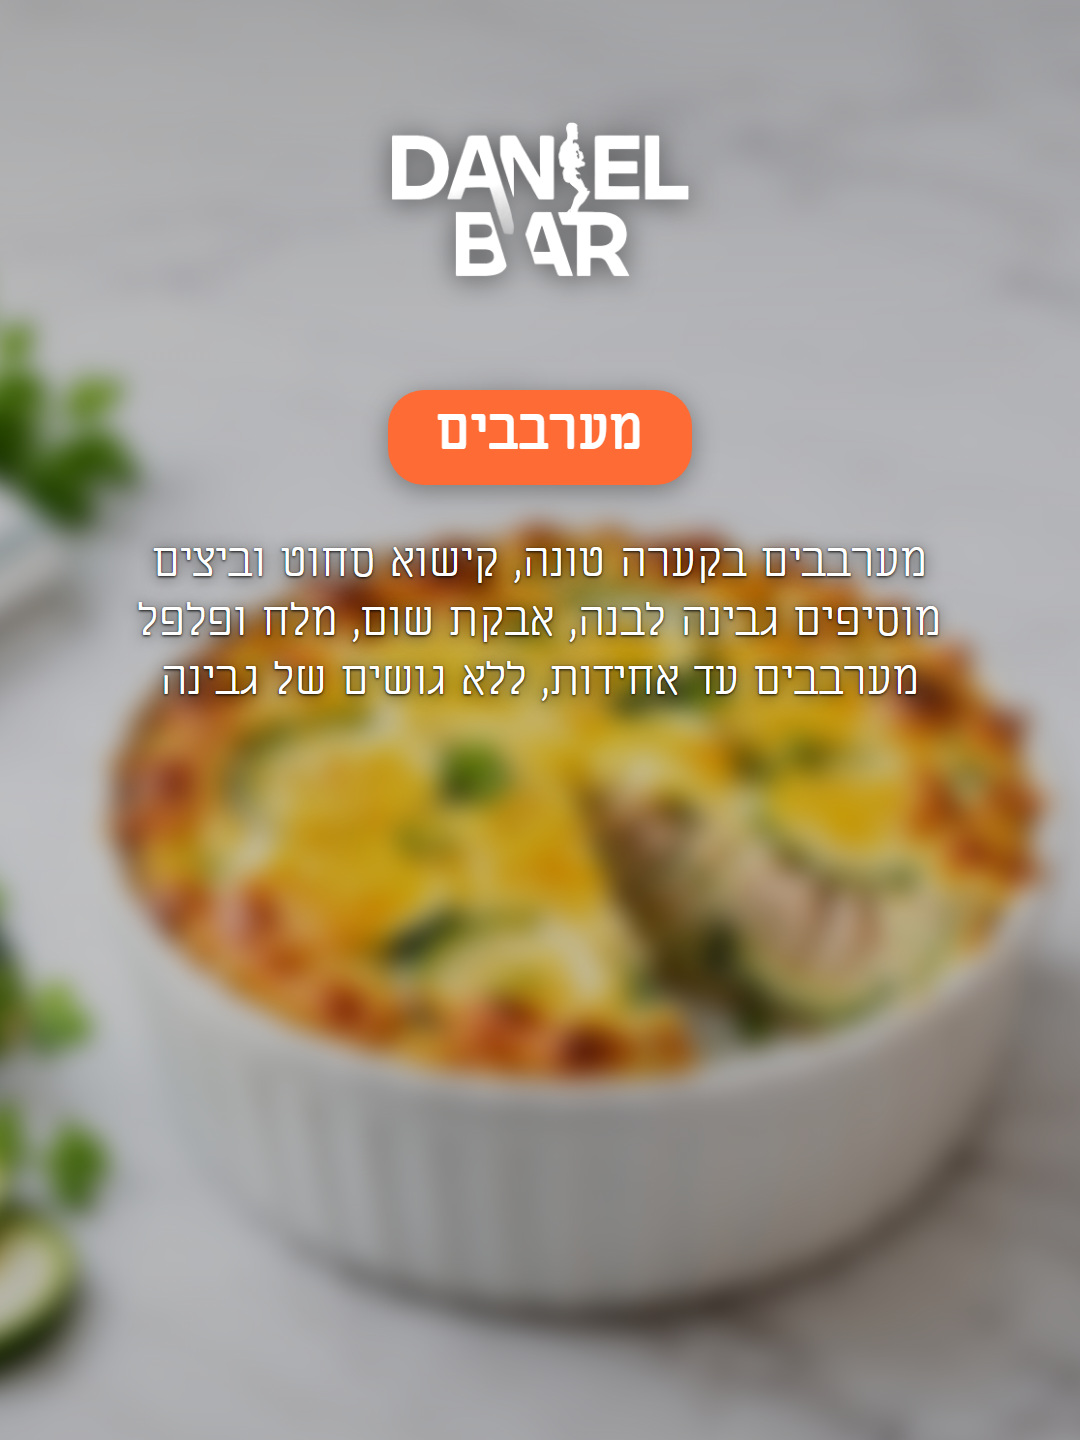 DANIEL
BAR
מערבבים
מערבבים בקערה טונה, קישוא סחוט וביצים
מוסיפים גבינה לבנה, אבקת שום, מלח ופלפל
מערבבים עד אחידות, ללא גושים של גבינה